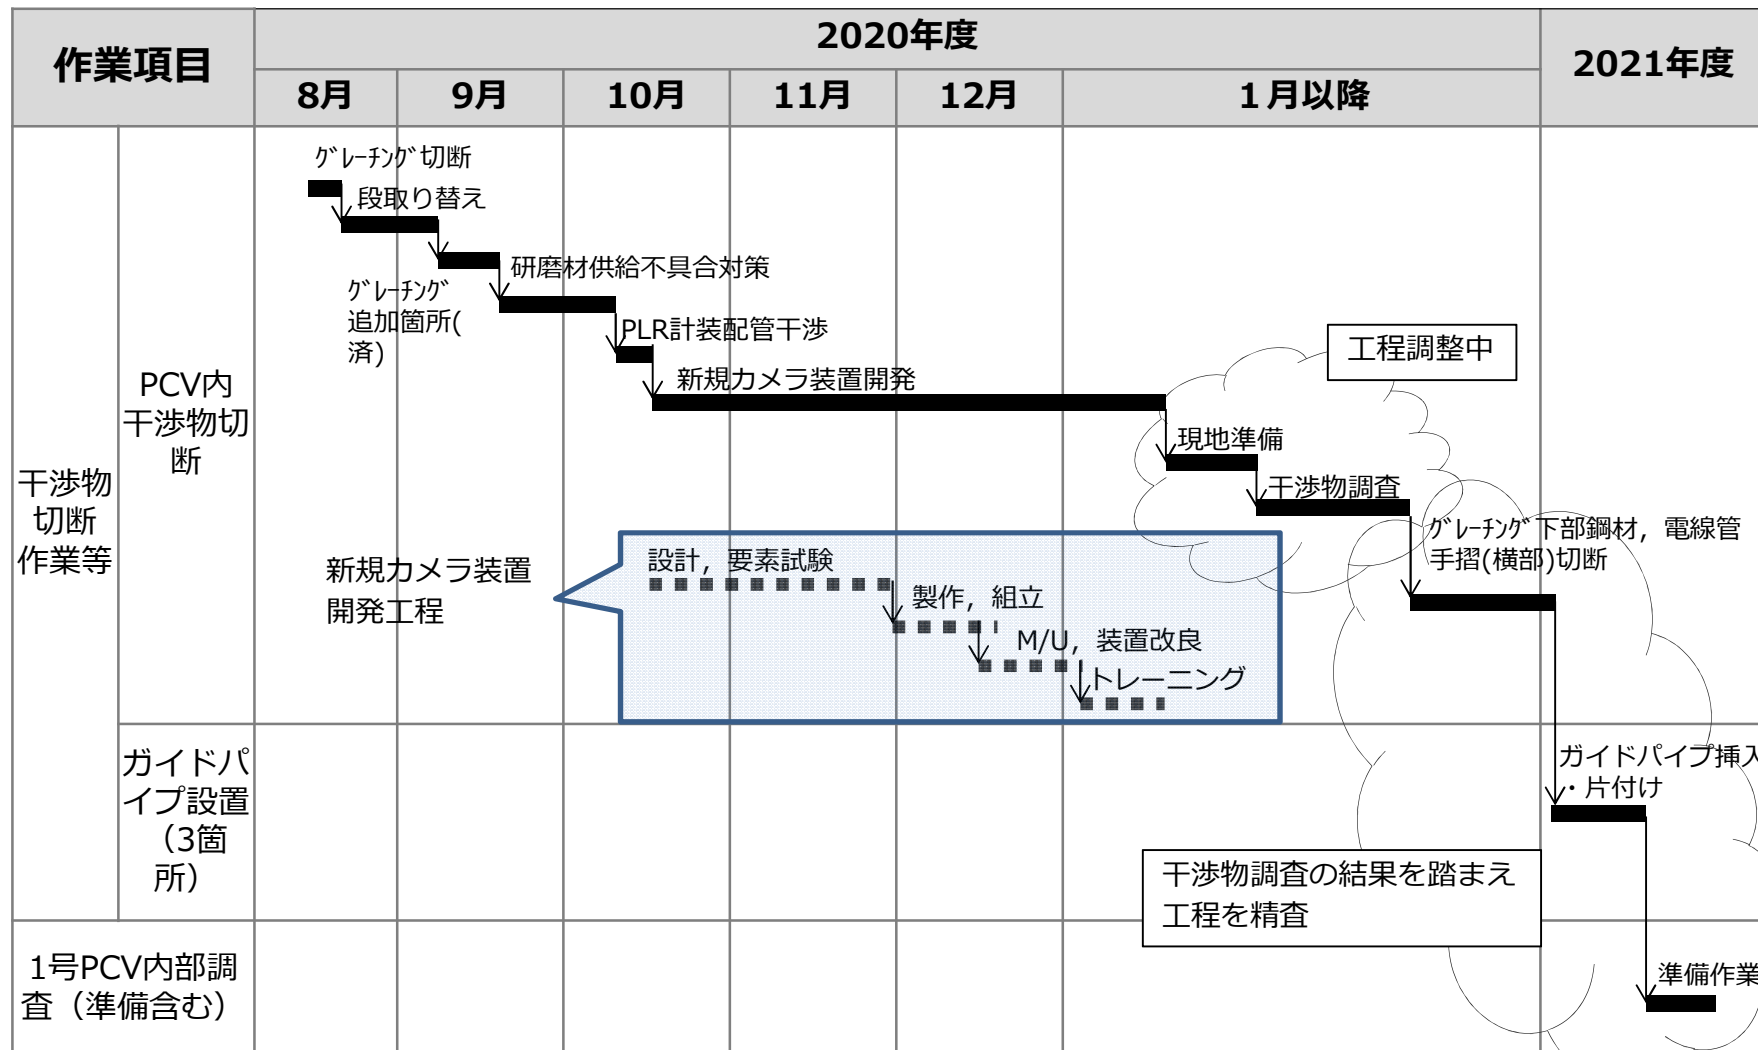 作業項目
2020年度
2021年度
8月
9月
10月
11月
12月
1月以降
干渉物
切断
作業等
PCV内
干渉物切
断
ｸﾞﾚｰﾁﾝｸﾞ切断
段取り替え
ｸﾞﾚｰﾁﾝｸﾞ
追加箇所(
済)
研磨材供給不具合対策
PLR計装配管干渉
新規カメラ装置開発
工程調整中
現地準備
干渉物調査
ｸﾞﾚｰﾁﾝｸﾞ下部鋼材，電線管
手摺(横部)切断
新規カメラ装置
開発工程
設計，要素試験
製作，組立
M/U，装置改良
トレーニング
ガイドパ
イプ設置
（3箇
所）
ガイドパイプ挿入
・片付け
干渉物調査の結果を踏まえ
工程を精査
1号PCV内部調
査（準備含む）
準備作業